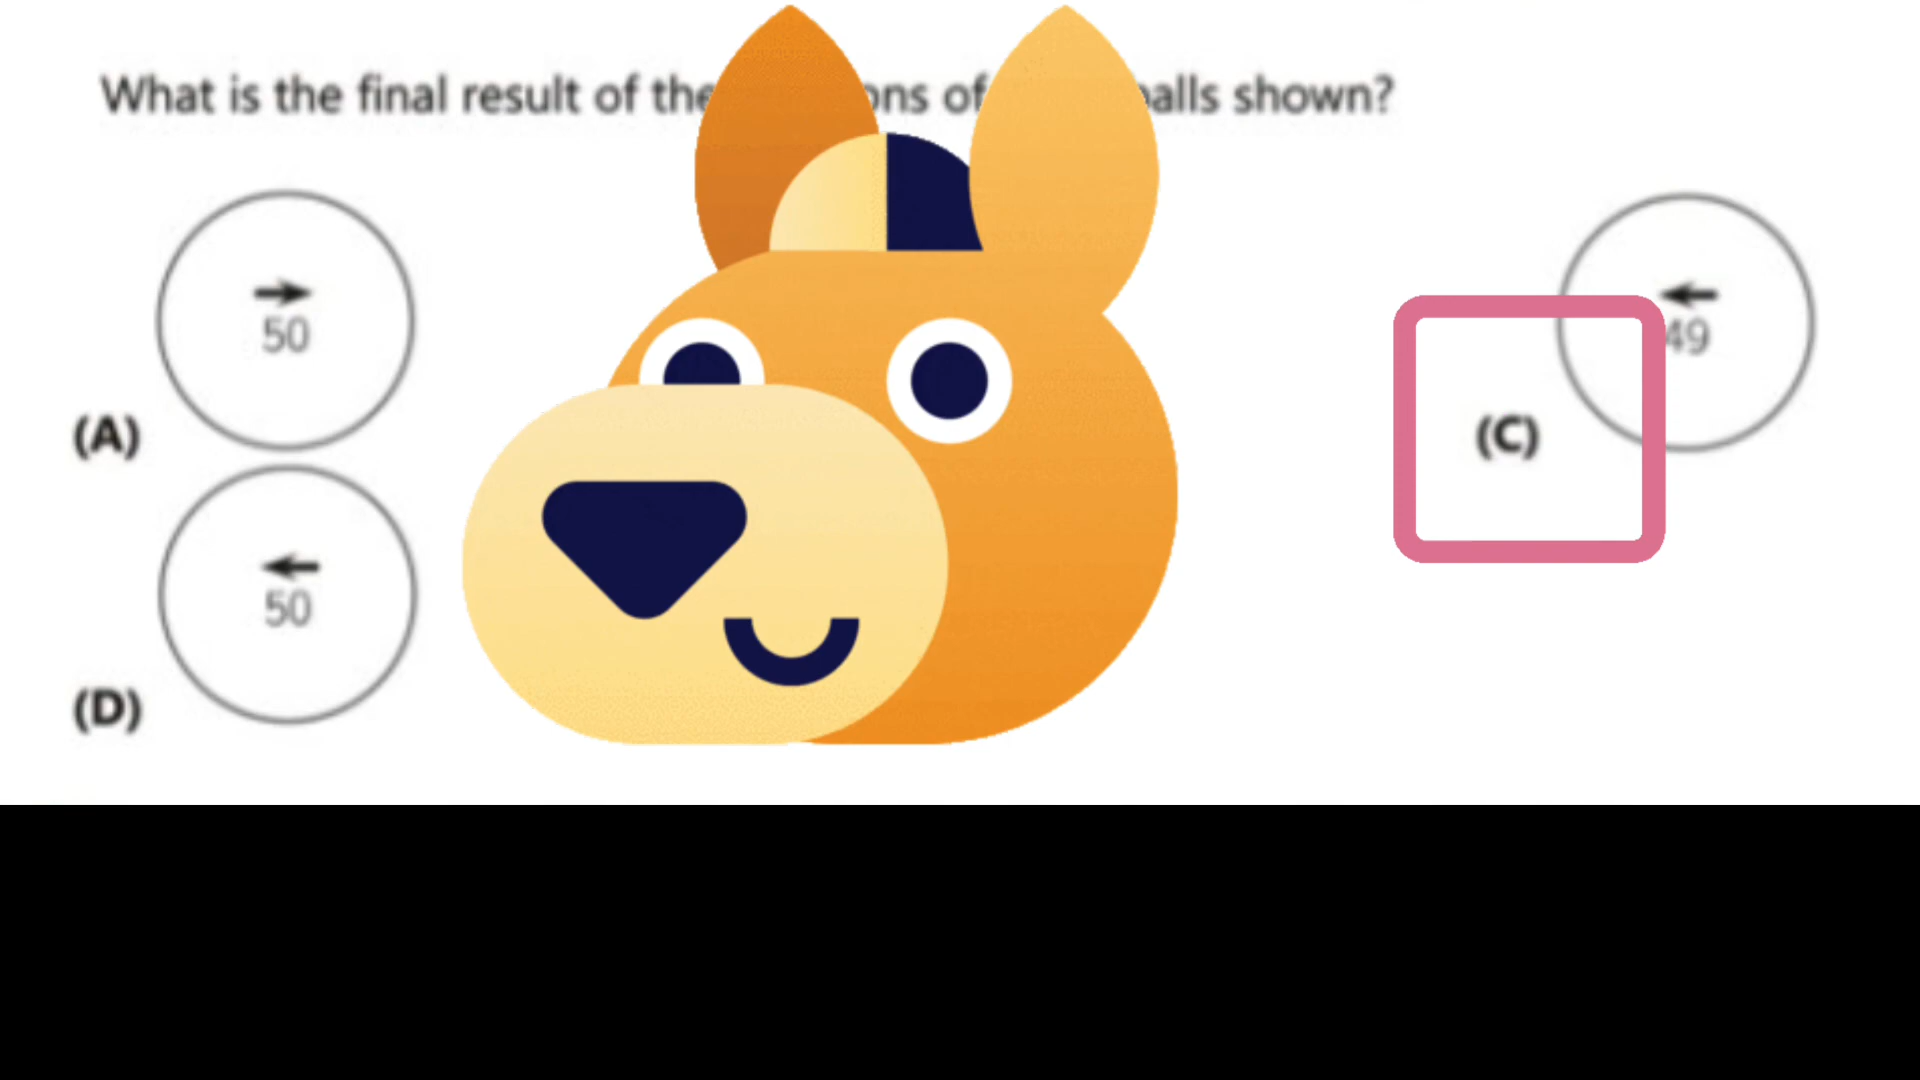 What is the final result of the ons of alls shown?
50
49
(A)
(C)
50
(D)